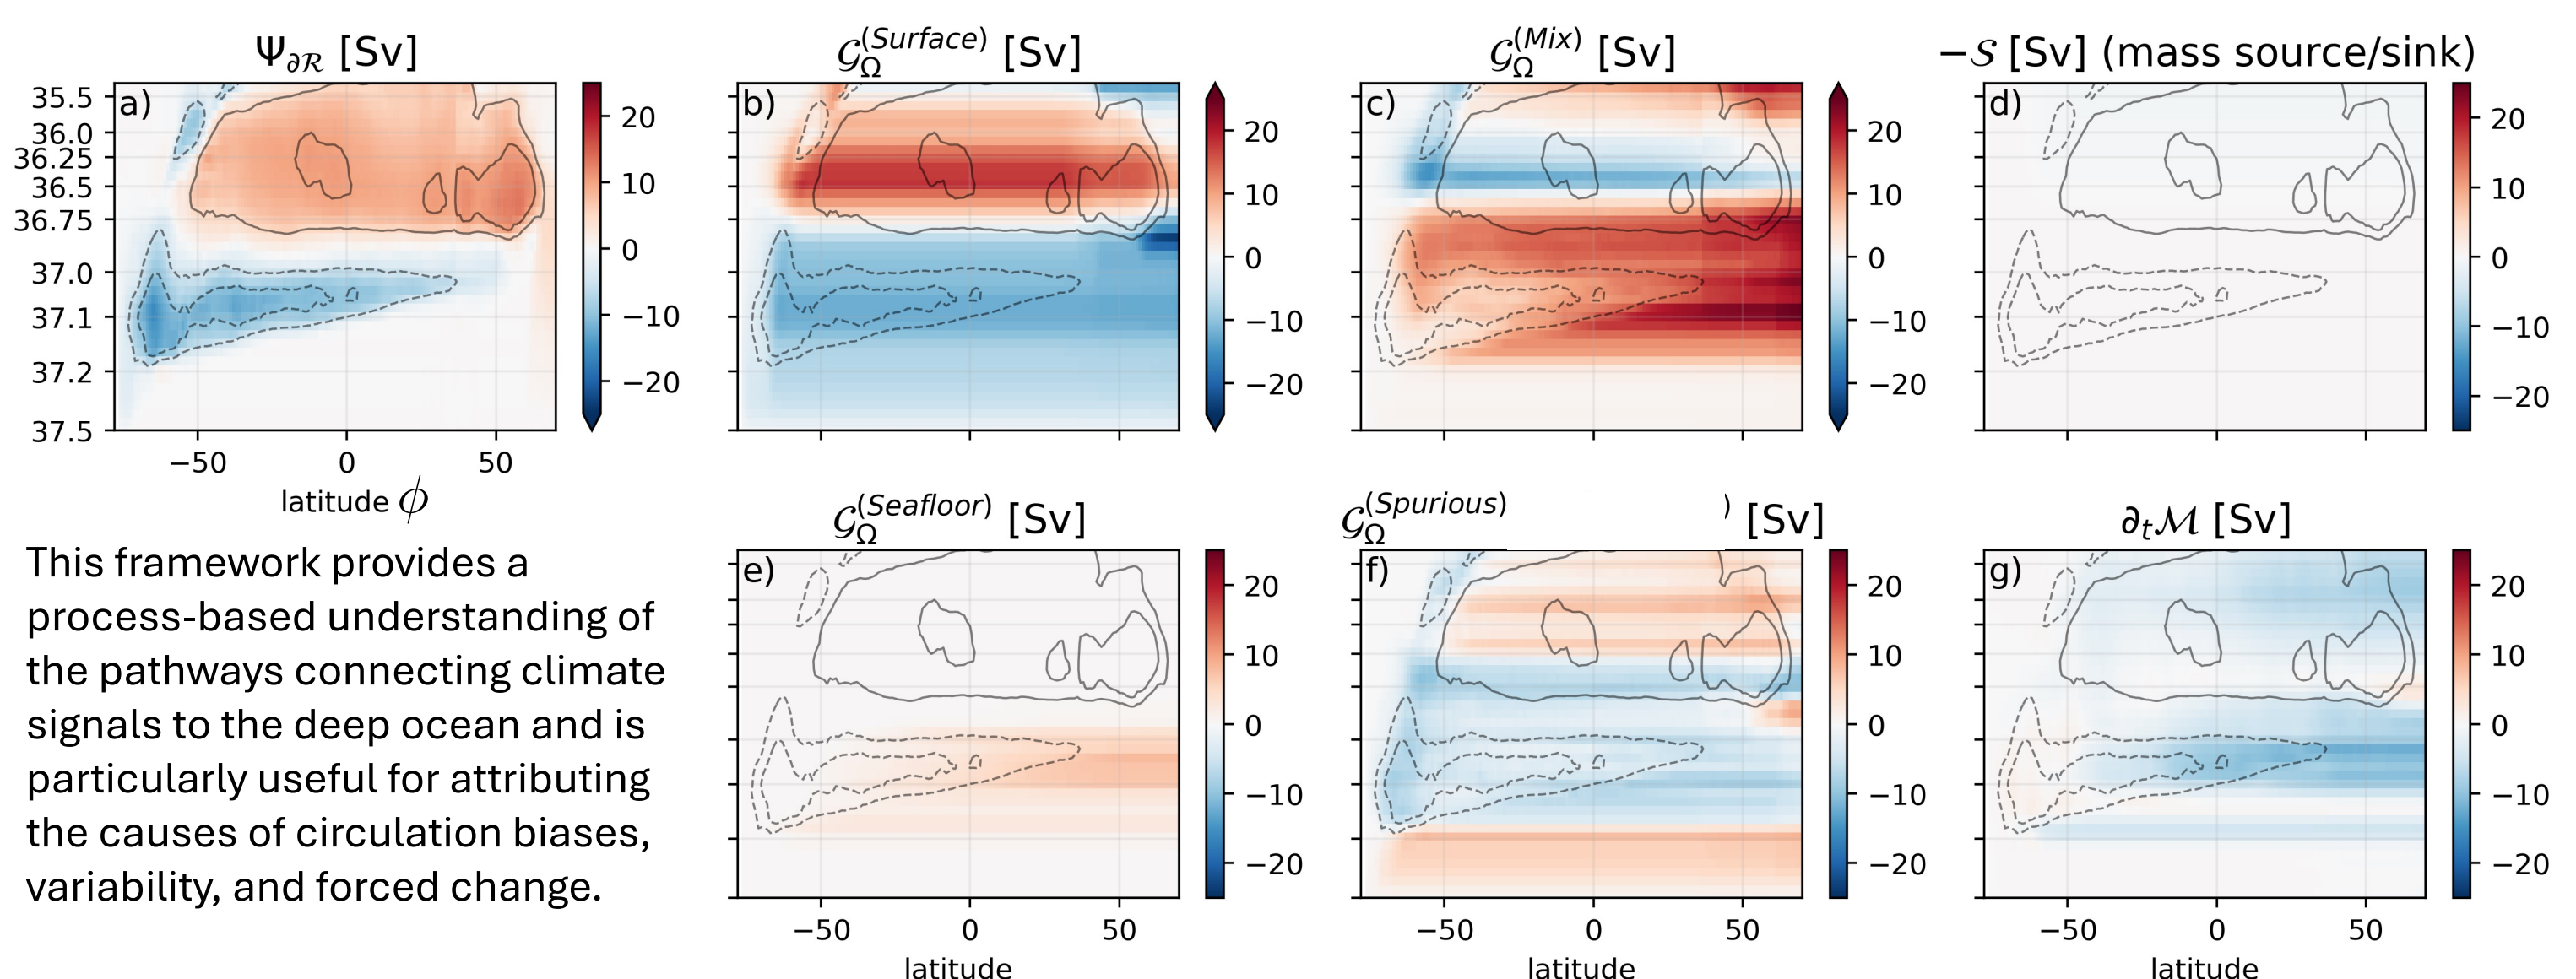 Ψ∂ℛ [Sv]
𝒢Ω(Surface) [Sv]
𝒢Ω(Mix) [Sv]
−𝒮 [Sv] (mass source/sink)
a)
35.5
36.0
36.25
36.5
36.75
37.0
37.1
37.2
37.5
−50
0
50
latitude ϕ
20
10
0
−10
−20
b)
20
10
0
−10
−20
c)
20
10
0
−10
−20
d)
20
10
0
−10
−20
This framework provides a
process-based understanding of
the pathways connecting climate
signals to the deep ocean and is
particularly useful for attributing
the causes of circulation biases,
variability, and forced change.
𝒢Ω(Seafloor) [Sv]
𝒢Ω(Spurious) ) [Sv]
∂tℳ [Sv]
e)
20
10
0
−10
−20
−50
0
50
latitude
f)
20
10
0
−10
−20
−50
0
50
latitude
g)
20
10
0
−10
−20
−50
0
50
latitude